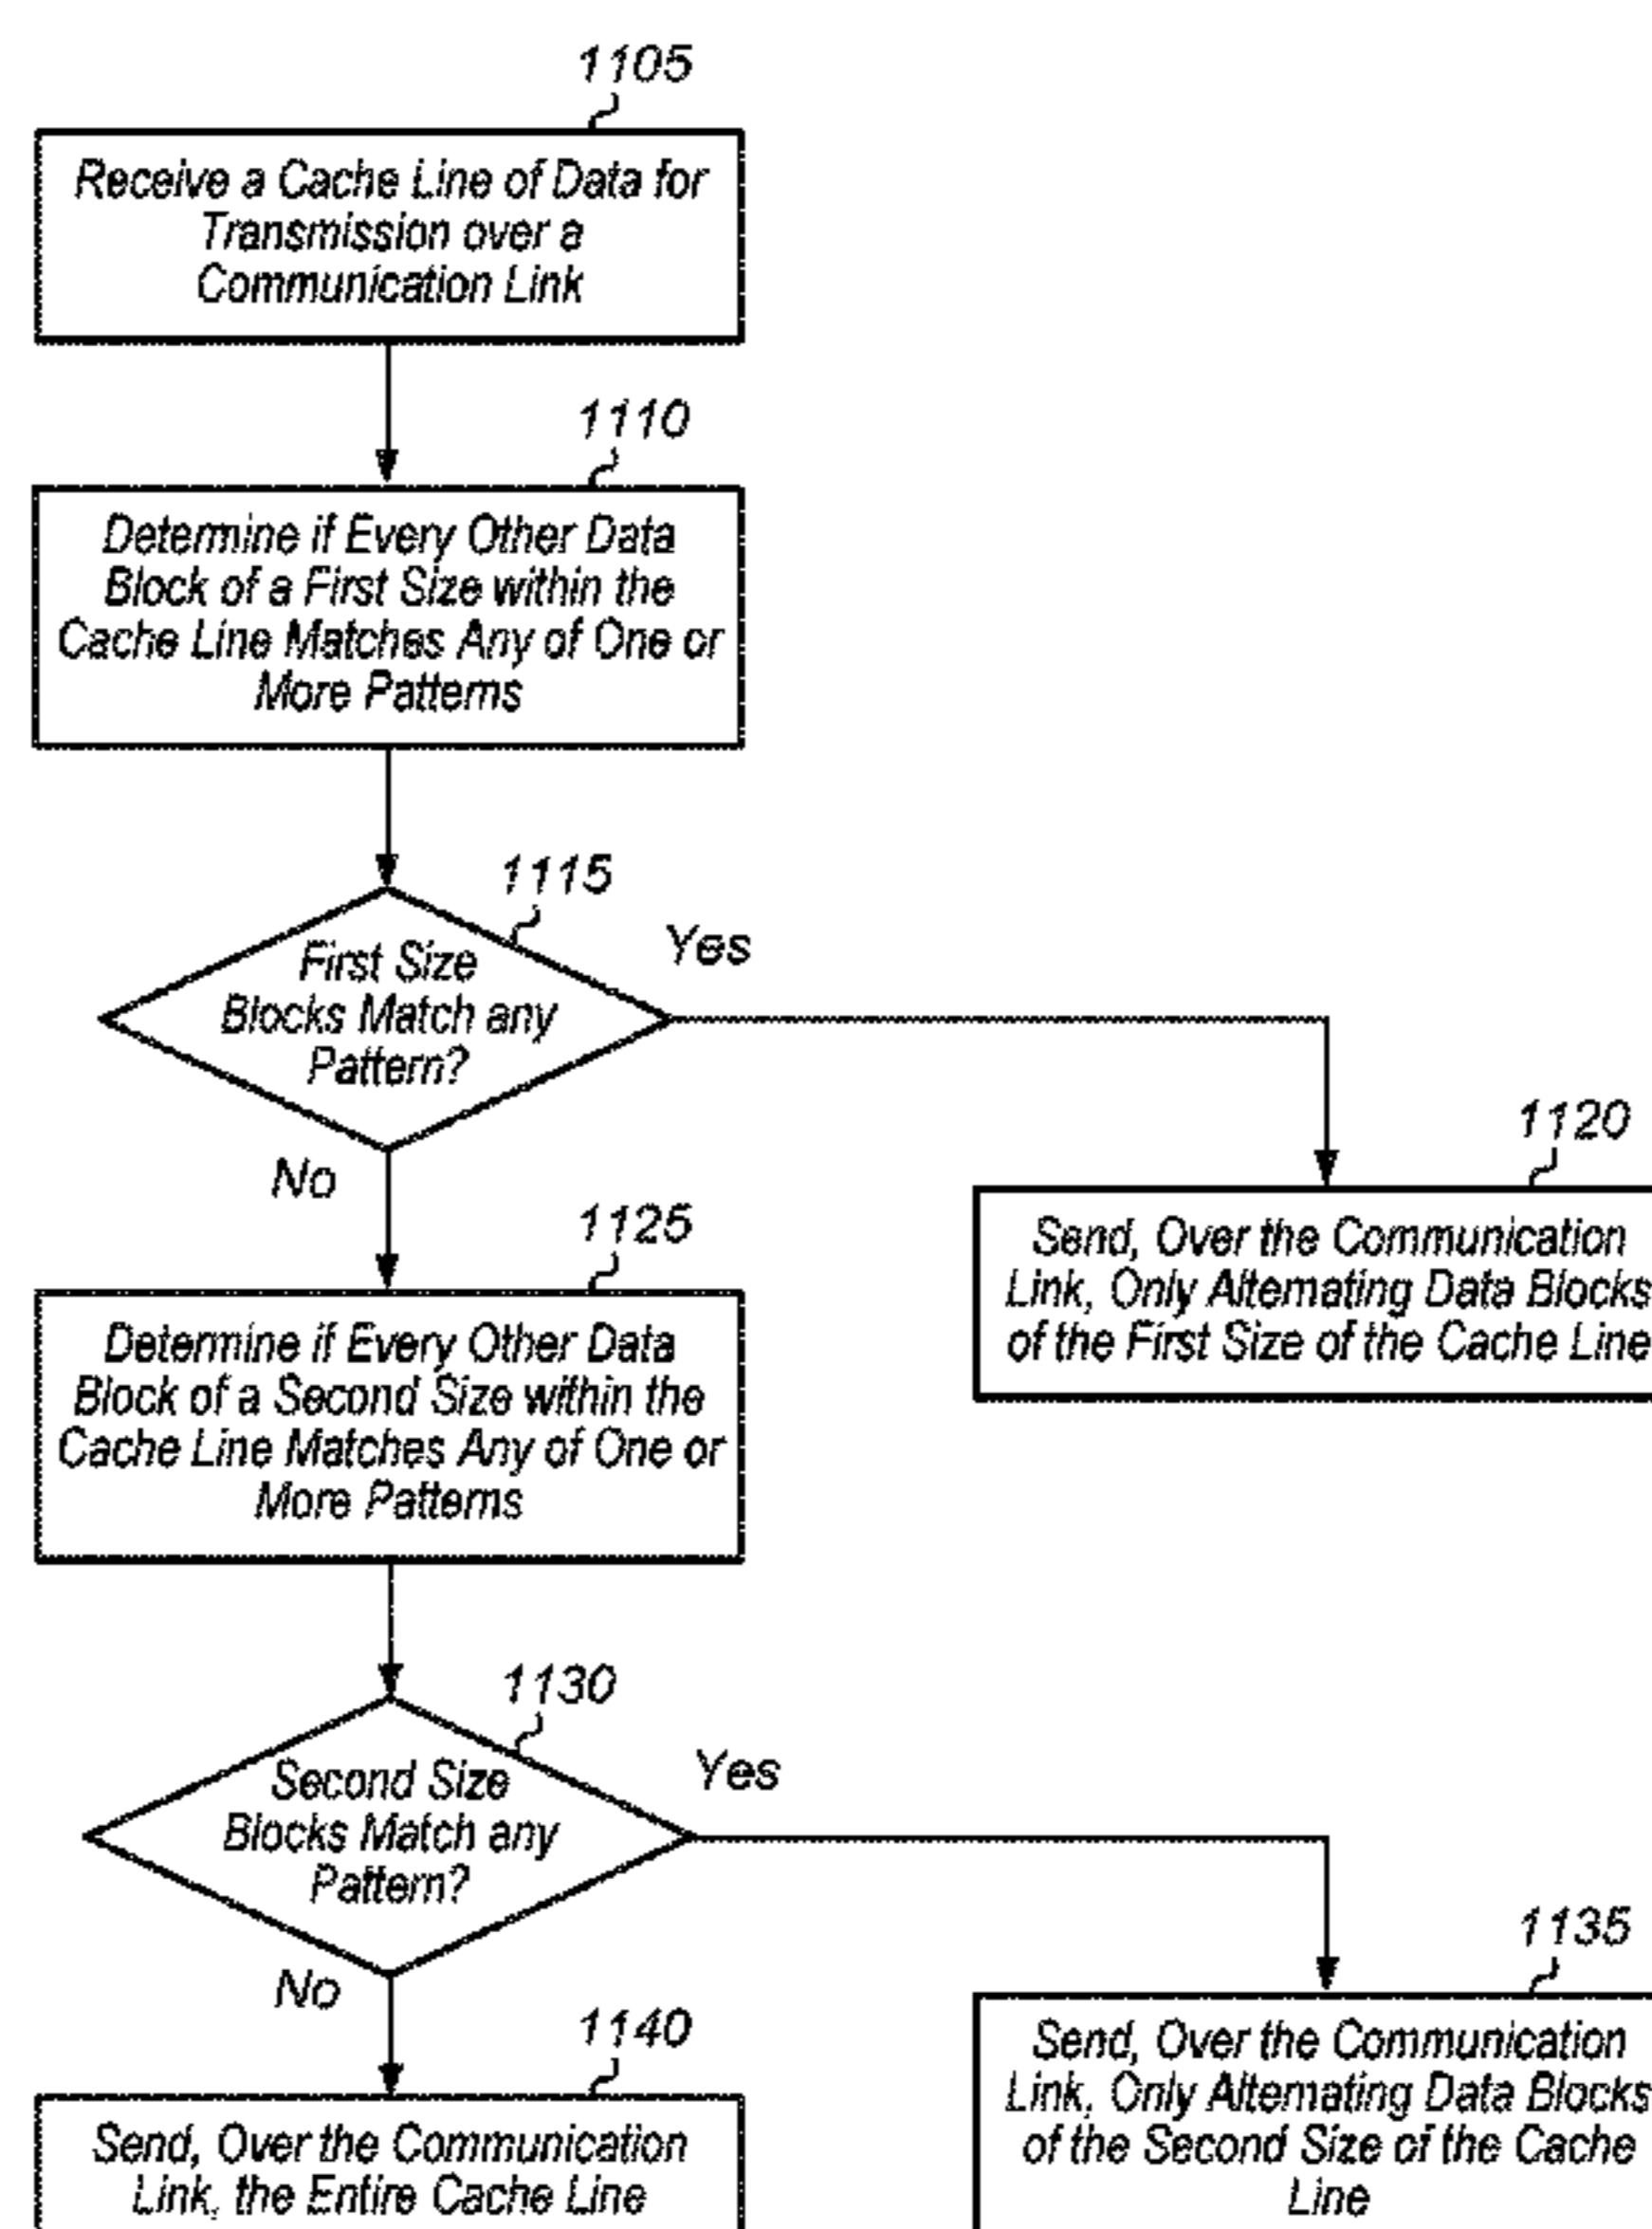 1105
Receive a Cache Line of Data for
Transmission over a
Communication Link
1110
Determine if Every Other Data
Block of a First Size within the
Cache Line Matches Any of One or
More Patterns
1115
First Size
Blocks Match any
Pattern?
Yes
No
1120
Send, Over the Communication
Link, Only Alternating Data Blocks
of the First Size of the Cache Line
1125
Determine if Every Other Data
Block of a Second Size within the
Cache Line Matches Any of One or
More Patterns
1130
Second Size
Blocks Match any
Pattern?
Yes
No
1135
Send, Over the Communication
Link, Only Alternating Data Blocks
of the Second Size of the Cache
Line
1140
Send, Over the Communication
Link, the Entire Cache Line